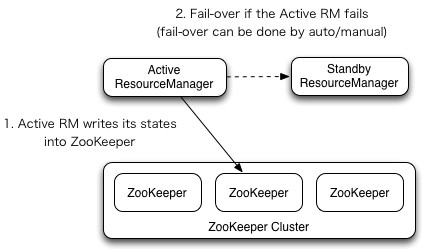 2. Fail-over if the Active RM fails
(fail-over can be done by auto/manual)
Active
ResourceManager
Standby
ResourceManager
1. Active RM writes its states
into ZooKeeper
ZooKeeper
ZooKeeper
ZooKeeper
ZooKeeper Cluster